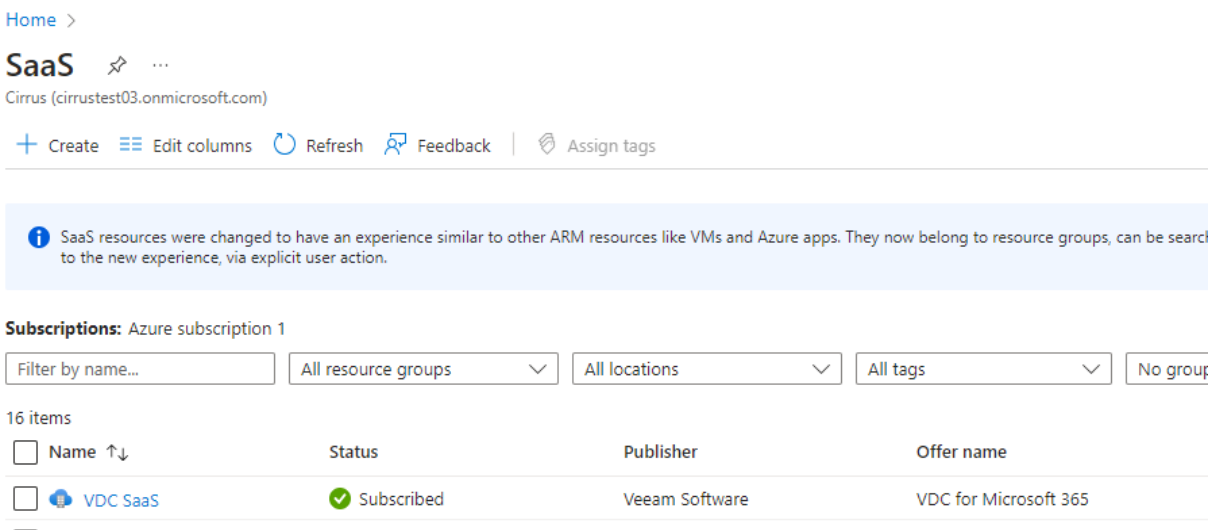 Home >
SaaS ...
Cirrus (cirrustest03.onmicrosoft.com)
+ Create Edit columns Refresh Feedback Assign tags
SaaS resources were changed to have an experience similar to other ARM resources like VMs and Azure apps. They now belong to resource groups, can be
to the new experience, via explicit user action.
Subscriptions: Azure subscription 1
Filter by name... All resource groups All locations All tags No
16 items
Name ↑↓ Status Publisher Offer name
VDC SaaS Subscribed Veeam Software VDC for Microsoft 365